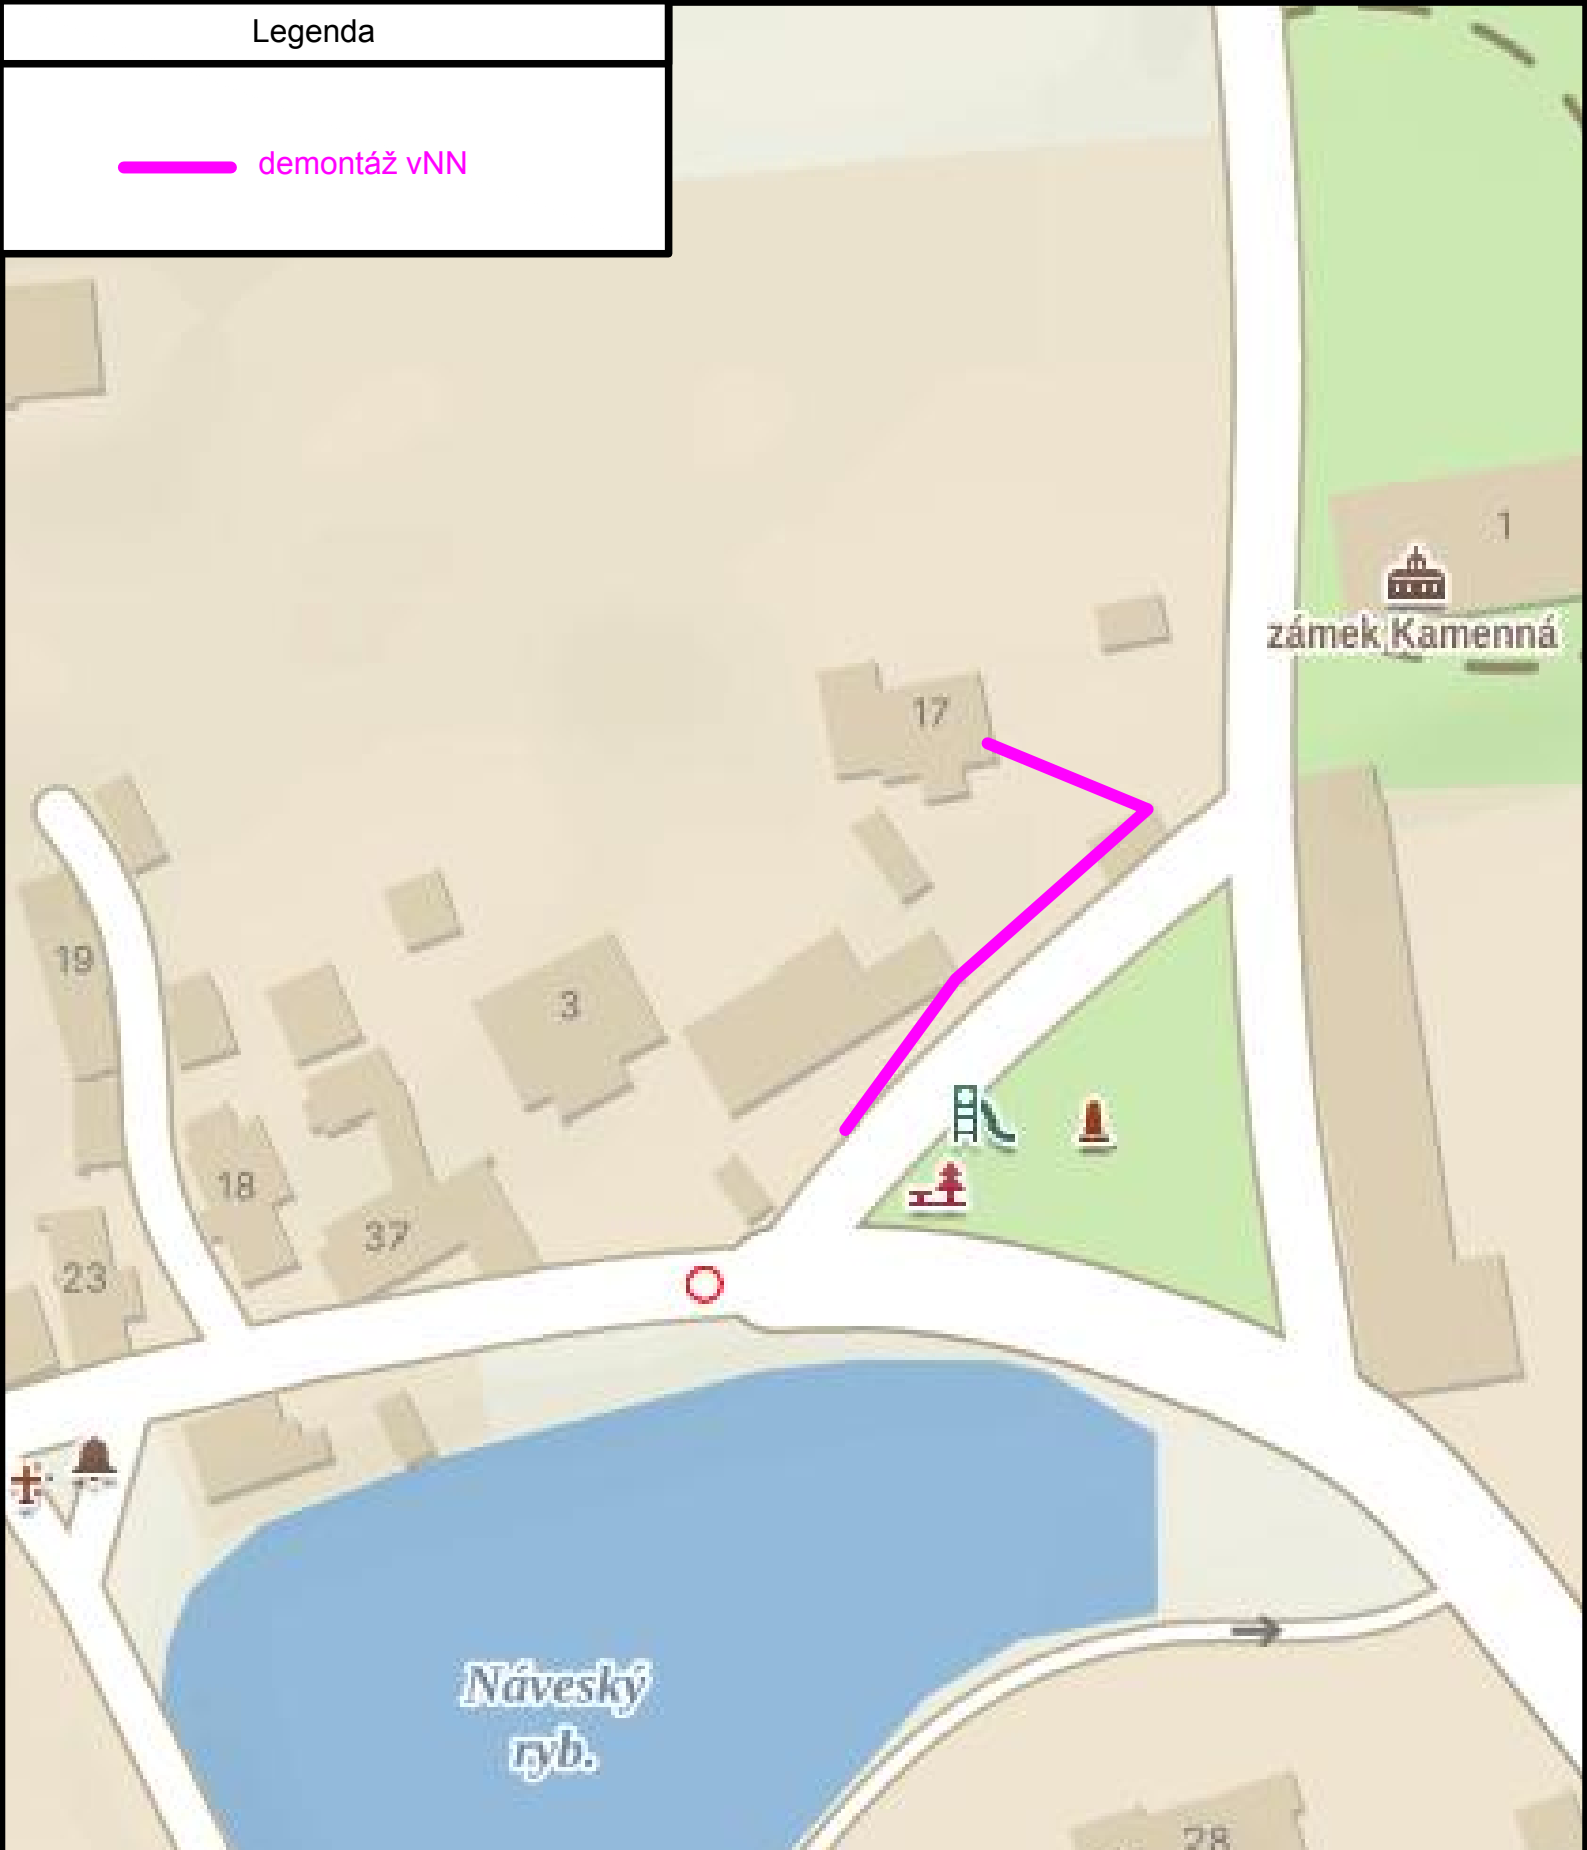 Legenda
demontáž vNN
1
zámek Kamenná
17
19
3
18
37
23
Náveský
ryb.
28